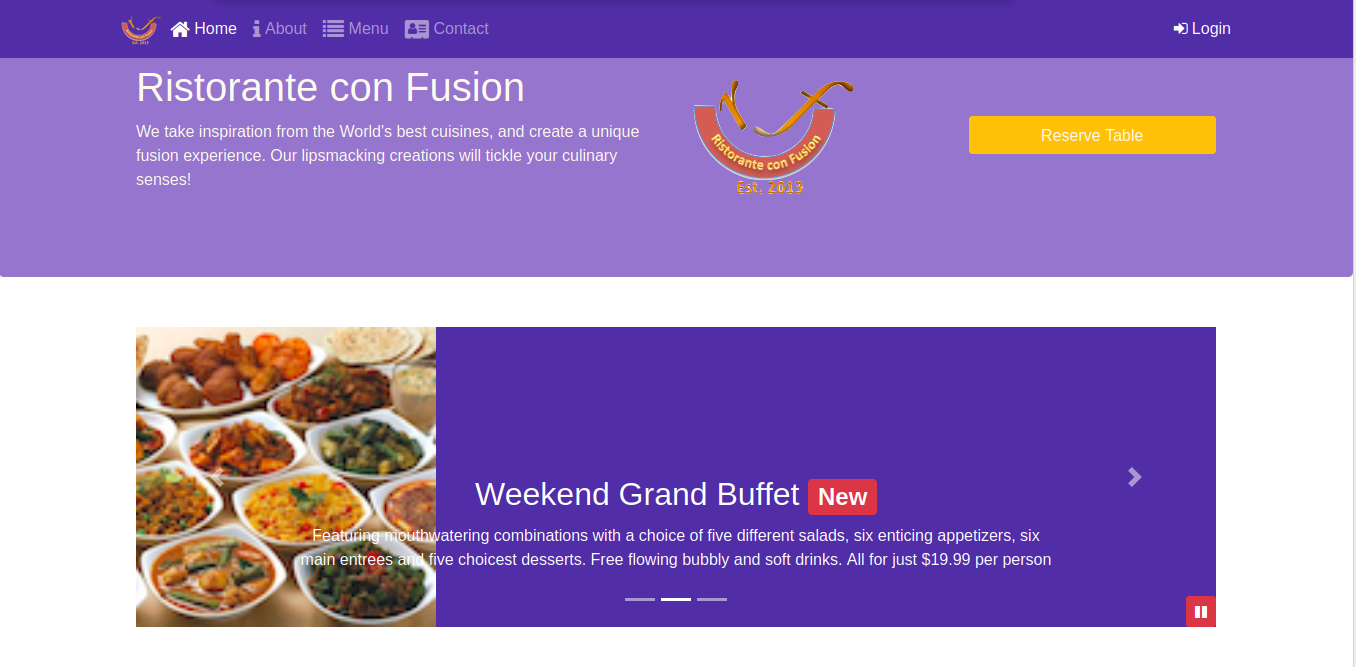 Home About Menu Contact Login
Ristorante con Fusion
We take inspiration from the World's best cuisines, and create a unique
fusion experience. Our lipsmacking creations will tickle your culinary
senses!
Ristorante con Fusion
Est. 2013
Reserve Table
Weekend Grand Buffet New
Featuring mouthwatering combinations with a choice of five different salads, six enticing appetizers, six
main entrees and five choicest desserts. Free flowing bubbly and soft drinks. All for just $19.99 per person